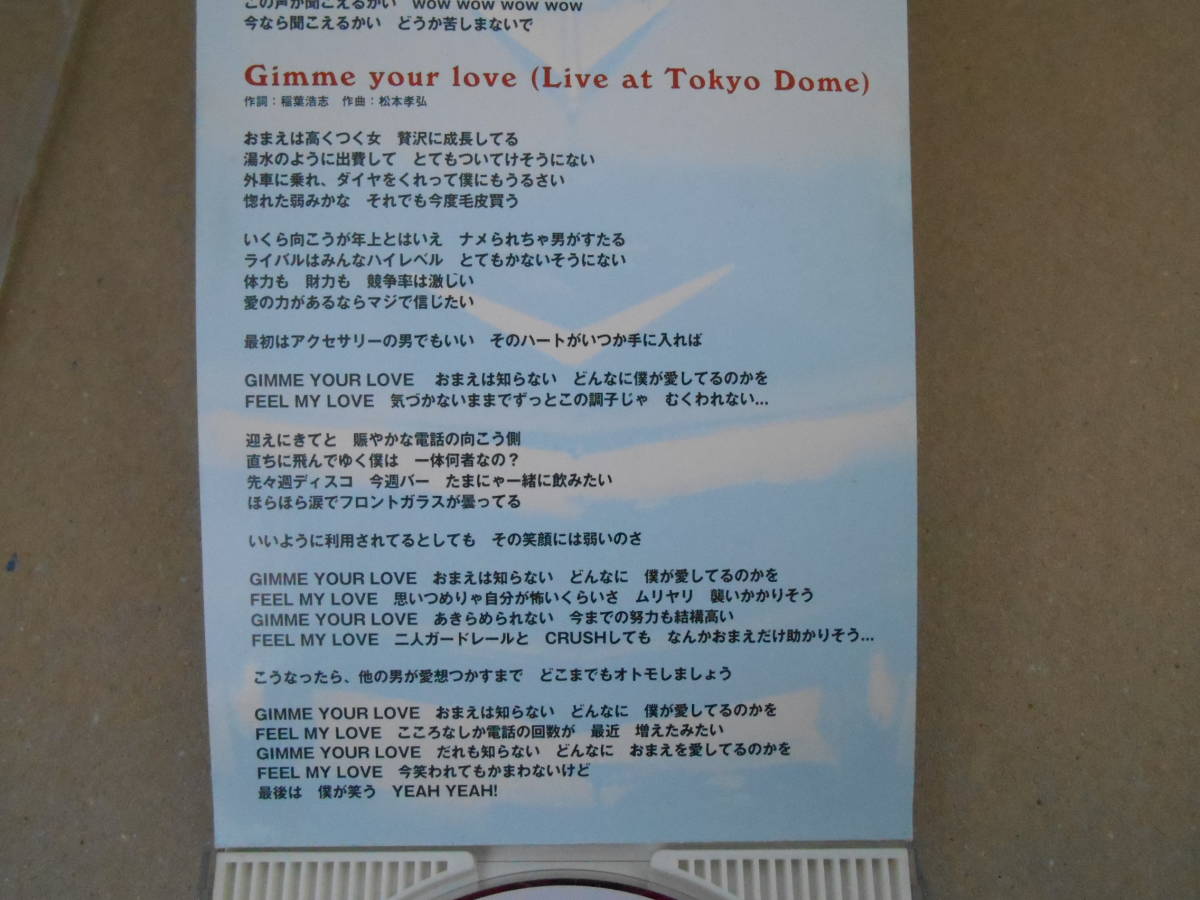 この声が聞こえるかい　wow wow wow wow
今なら聞こえるかい　どうか苦しまないで
Gimme your love (Live at Tokyo Dome)
作詞：稲葉浩志　作曲：松本孝弘
おまえは高くつく女　贅沢に成長してる
湯水のように出費して　とてもついてけそうにない
外車に乗れ、ダイヤをくれって僕にもうるさい
惚れた弱みかな　それでも今度毛皮買う
いくら向こうが年上とはいえ　ナメられちゃ男がすたる
ライバルはみんなハイレベル　とてもかないそうにない
体力も　財力も　競争率は激しい
愛の力があるならマジで信じたい
最初はアクセサリーの男でもいい　そのハートがいつか手に入れば
GIMME YOUR LOVE　おまえは知らない　どんなに僕が愛してるのかを
FEEL MY LOVE　気づかないままでずっとこの調子じゃ　むくわれない...
迎えにきてと　賑やかな電話の向こう側
直ちに飛んでゆく僕は　一体何者なの？
先々週ディスコ　今週バー　たまにゃ一緒に飲みたい
ほらほら涙でフロントガラスが曇ってる
いいように利用されてるとしても　その笑顔には弱いのさ
GIMME YOUR LOVE　おまえは知らない　どんなに　僕が愛してるのかを
FEEL MY LOVE　思いつめりゃ自分が怖いくらいさ　ムリヤリ　襲いかかりそう
GIMME YOUR LOVE　あきらめられない　今までの努力も結構高い
FEEL MY LOVE　二人ガードレールと　CRUSHしても　なんかおまえだけ助かりそう...
こうなったら、他の男が愛想つかすまで　どこまでもオトモしましょう
GIMME YOUR LOVE　おまえは知らない　どんなに　僕が愛してるのかを
FEEL MY LOVE　こころなしか電話の回数が　最近　増えたみたい
GIMME YOUR LOVE　だれも知らない　どんなに　おまえを愛してるのかを
FEEL MY LOVE　今笑われてもかまわないけど
最後は　僕が笑う　YEAH YEAH!